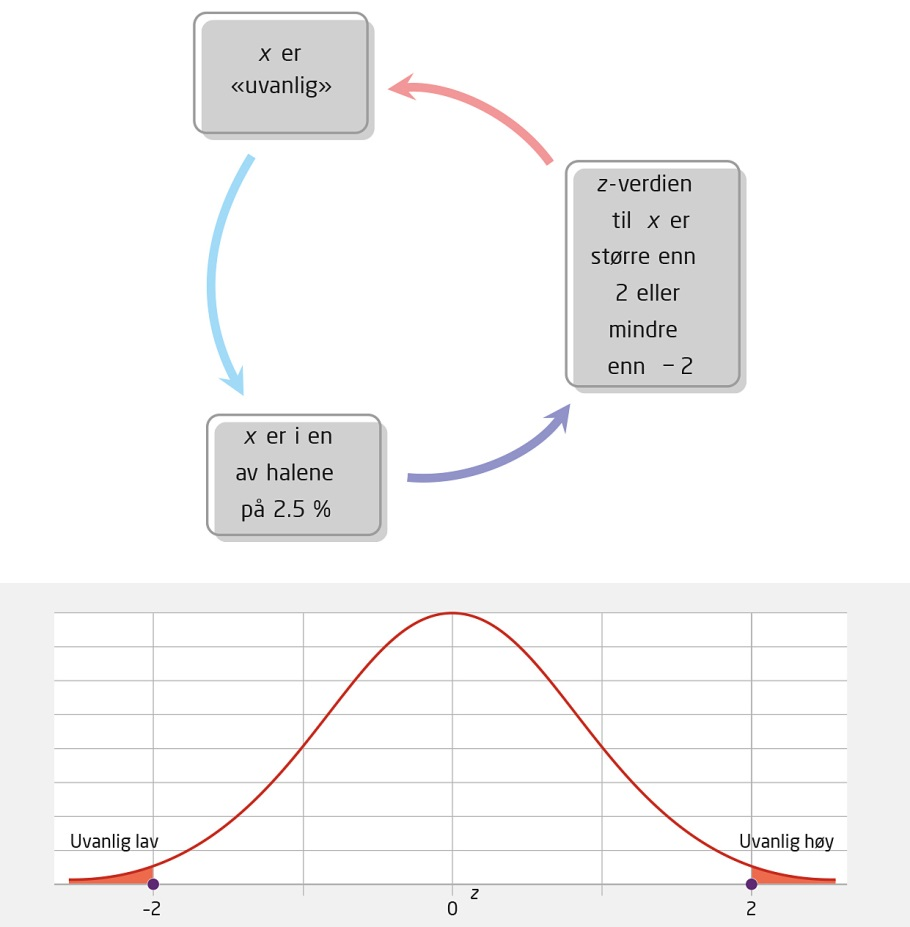 x er
«uvanlig»
z-verdien
til x er
større enn
2 eller
mindre
enn − 2
x er i en
av halene
på 2.5 %
Uvanlig lav
Uvanlig høy
z
-2
0
2